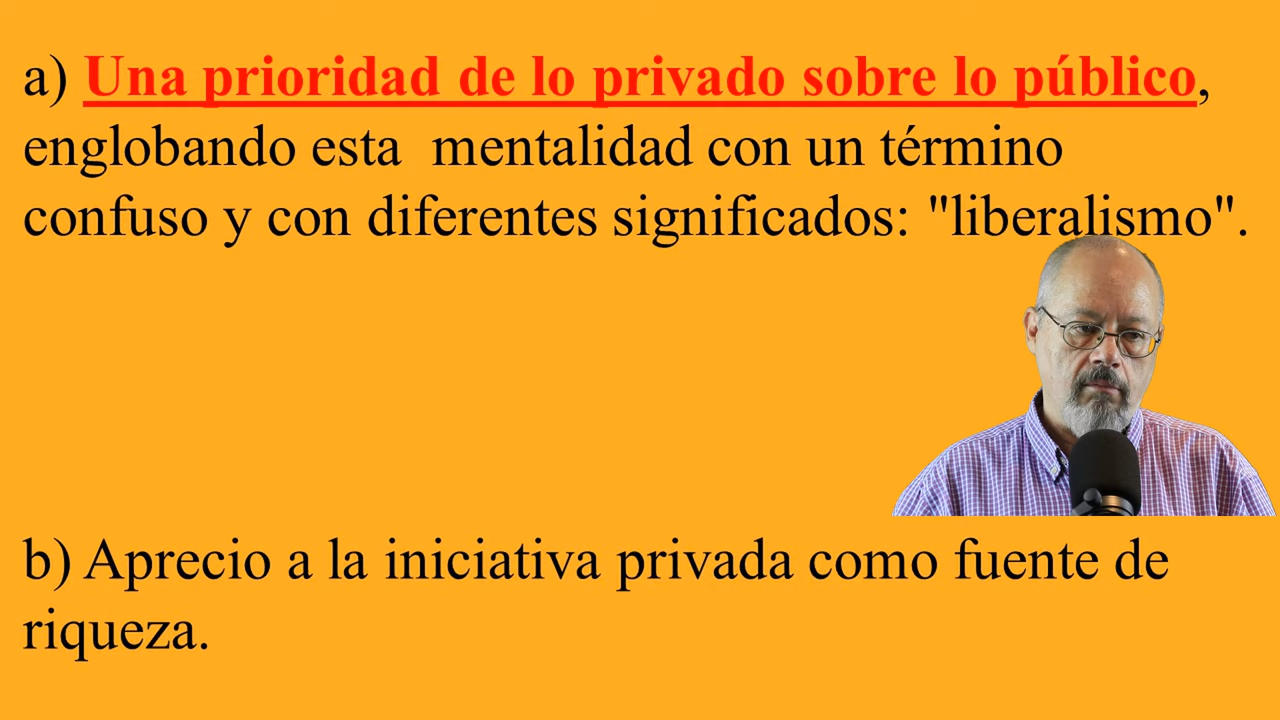 a) Una prioridad de lo privado sobre lo público,
englobando esta  mentalidad con un término
confuso y con diferentes significados: "liberalismo".
b) Aprecio a la iniciativa privada como fuente de
riqueza.